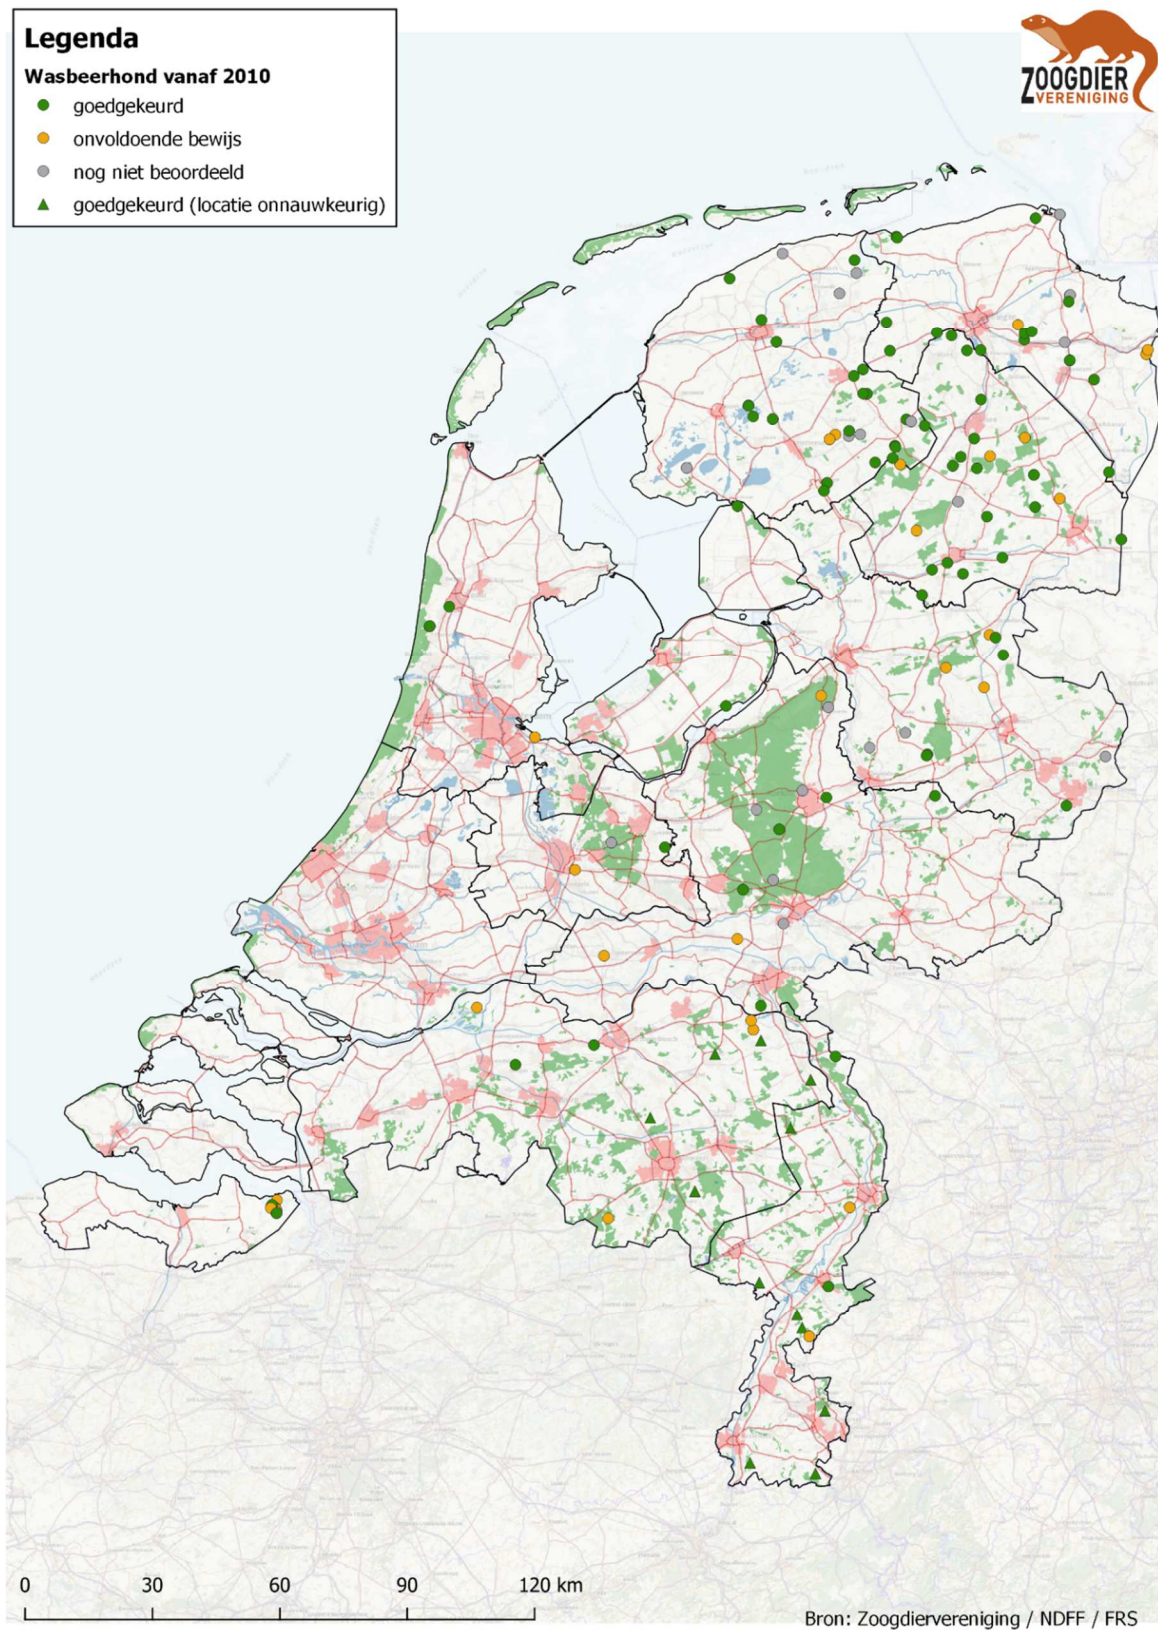 Legenda
Wasbeerhond vanaf 2010
goedgekeurd
onvoldoende bewijs
nog niet beoordeeld
goedgekeurd (locatie onnauwkeurig)
ZOOGDIER
VERENIGING
0 30 60 90 120 km
Bron: Zoogdiervereniging / NDFF / FRS